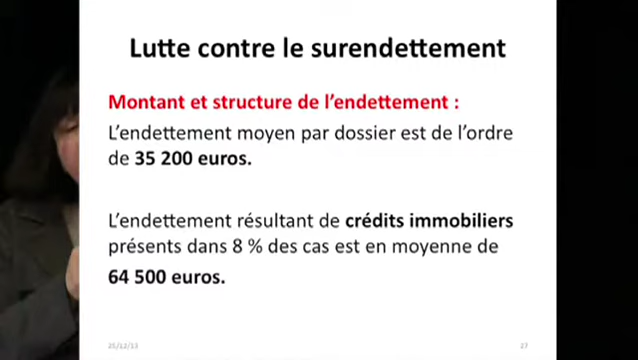 Lutte contre le surendettement
Montant et structure de l'endettement :
L'endettement moyen par dossier est de l'ordre
de 35 200 euros.
L'endettement résultant de crédits immobiliers
présents dans 8 % des cas est en moyenne de
64 500 euros.
25/12/13
27